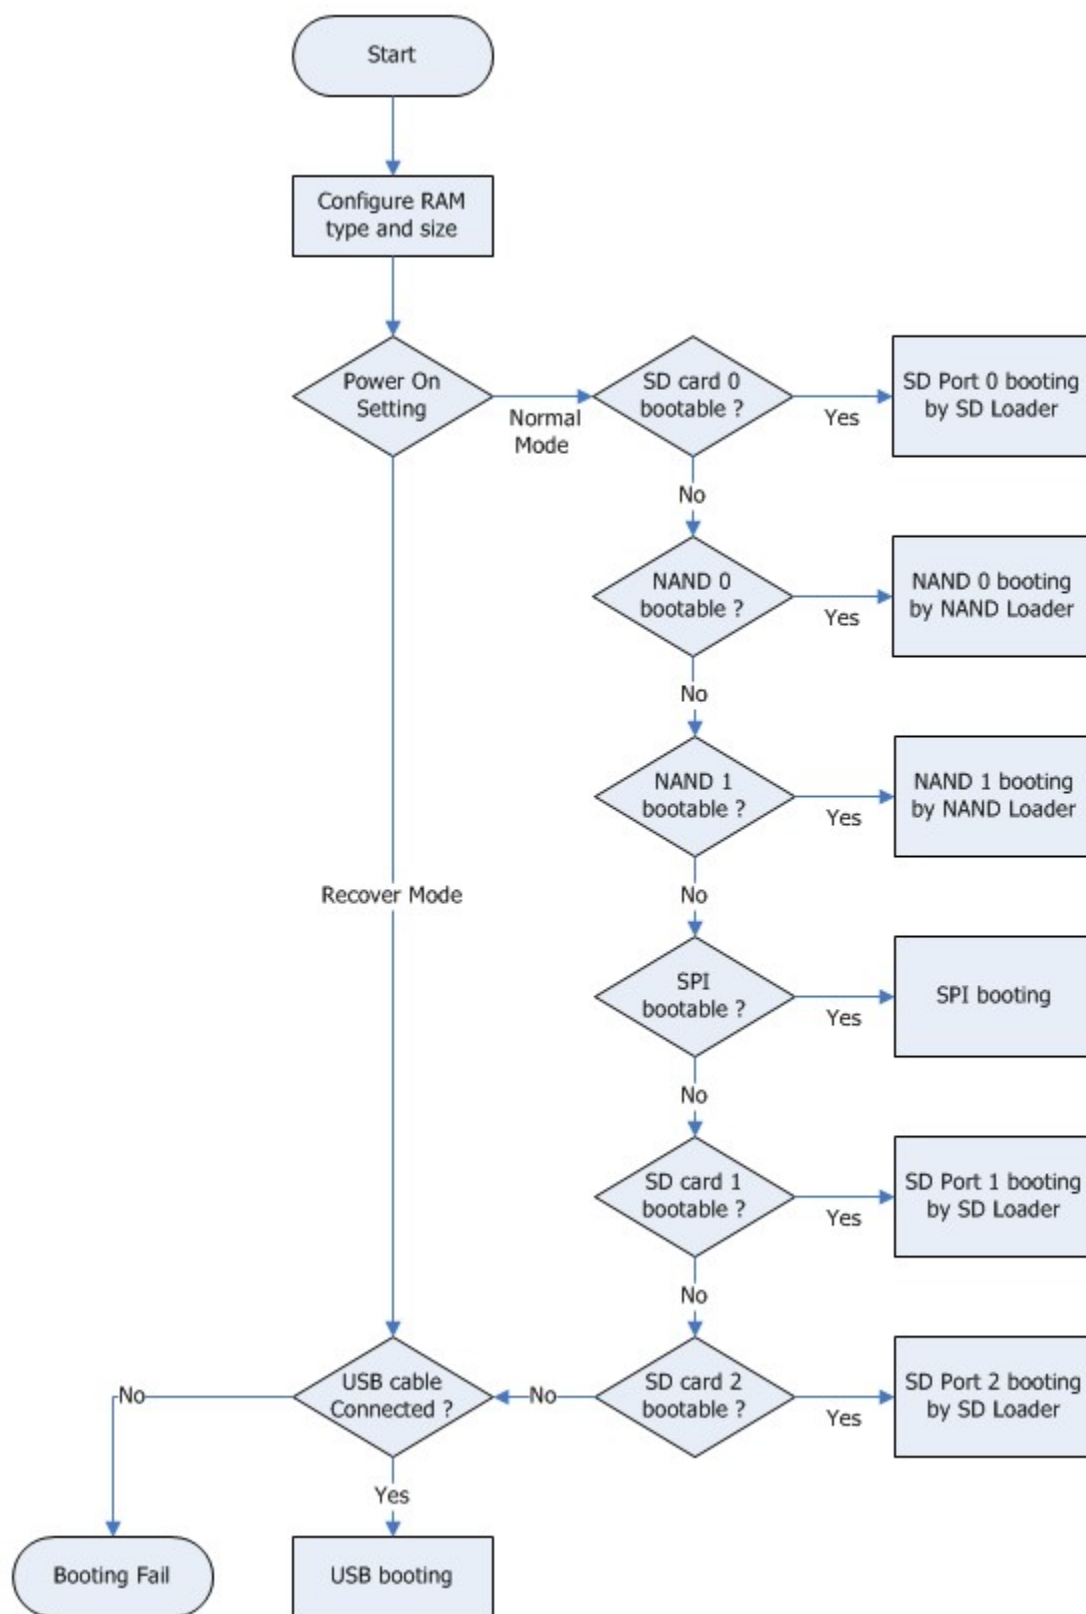 Start
Configure RAM
type and size
Power On
Setting
Normal
Mode
SD card 0
bootable ?
Yes
SD Port 0 booting
by SD Loader
No
NAND 0
bootable ?
Yes
NAND 0 booting
by NAND Loader
No
NAND 1
bootable ?
Yes
NAND 1 booting
by NAND Loader
Recover Mode
No
SPI
bootable ?
Yes
SPI booting
No
SD card 1
bootable ?
Yes
SD Port 1 booting
by SD Loader
No
SD card 2
bootable ?
Yes
SD Port 2 booting
by SD Loader
No
USB cable
Connected ?
No
Yes
Booting Fail
USB booting